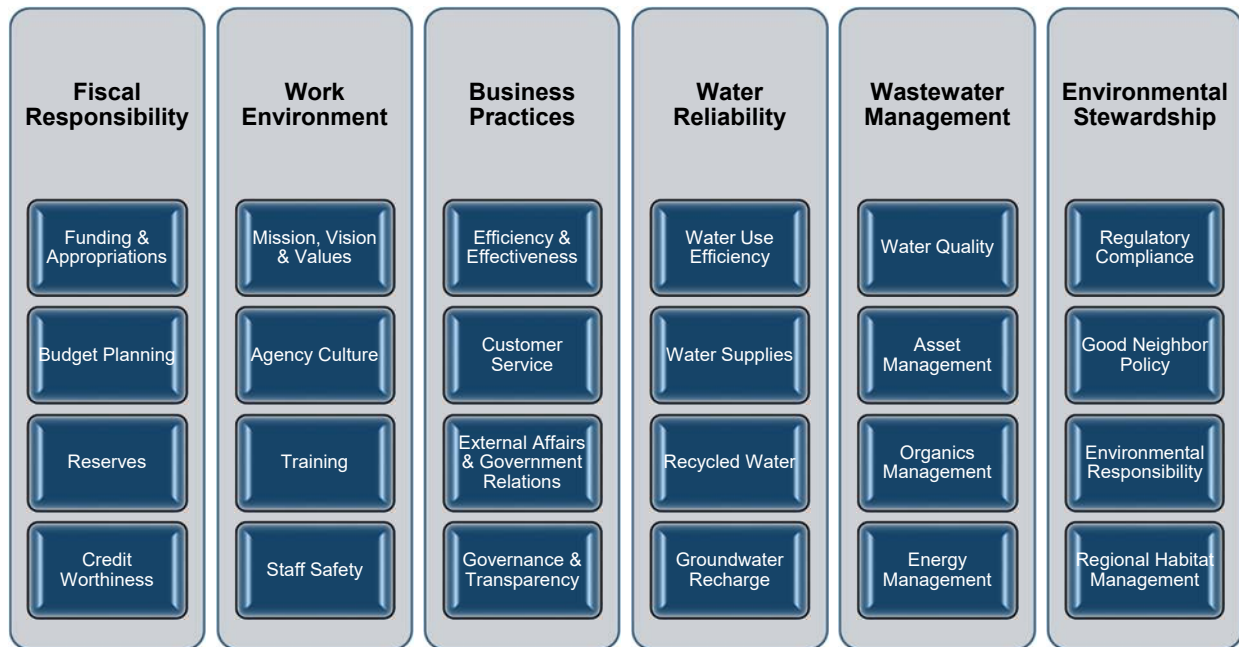 Fiscal
Responsibility
Funding &
Appropriations
Budget Planning
Reserves
Credit
Worthiness
Work
Environment
Mission, Vision
& Values
Agency Culture
Training
Staff Safety
Business
Practices
Efficiency &
Effectiveness
Customer
Service
External Affairs
& Government
Relations
Governance &
Transparency
Water
Reliability
Water Use
Efficiency
Water Supplies
Recycled Water
Groundwater
Recharge
Wastewater
Management
Water Quality
Asset
Management
Organics
Management
Energy
Management
Environmental
Stewardship
Regulatory
Compliance
Good Neighbor
Policy
Environmental
Responsibility
Regional Habitat
Management